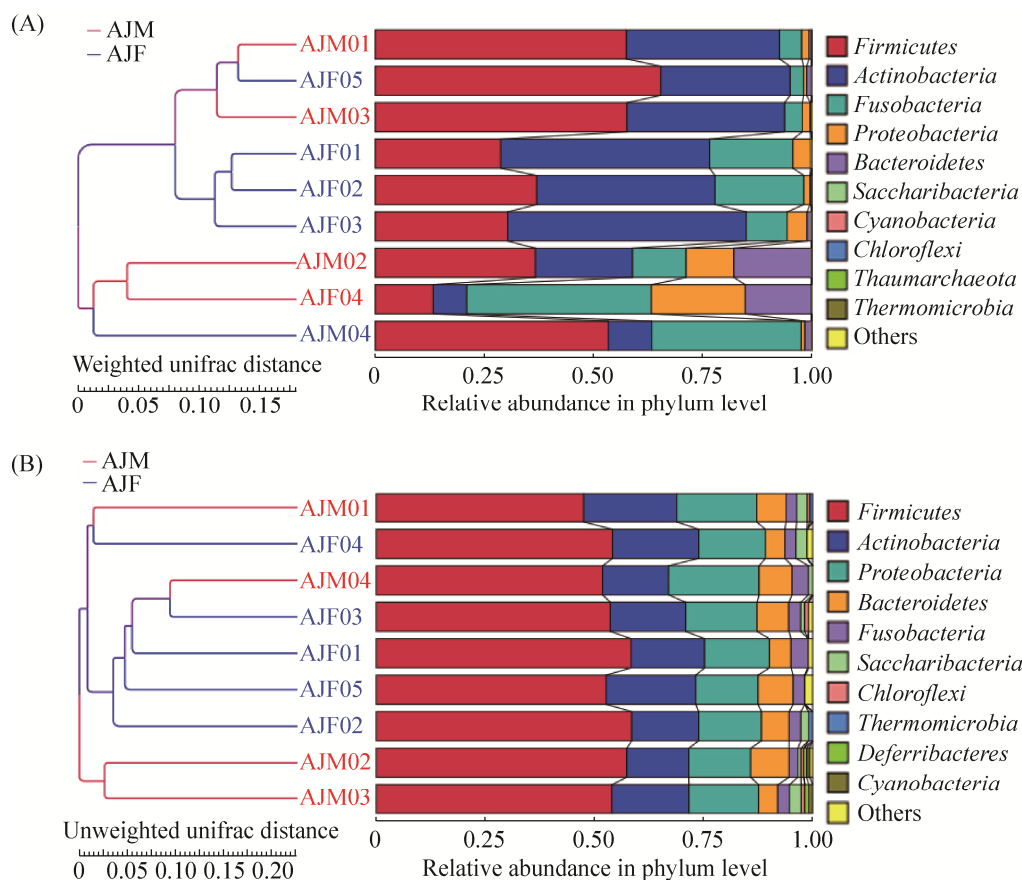 (A)
AJM
AJF
AJM01
AJF05
AJM03
AJF01
AJF02
AJF03
AJM02
AJF04
AJM04
Weighted unifrac distance
0 0.05 0.10 0.15
0 0.25 0.50 0.75 1.00
Relative abundance in phylum level
Firmicutes
Actinobacteria
Fusobacteria
Proteobacteria
Bacteroidetes
Saccharibacteria
Cyanobacteria
Chloroflexi
Thaumarchaeota
Thermomicrobia
Others
(B)
AJM
AJF
AJM01
AJF04
AJM04
AJF03
AJF01
AJF05
AJF02
AJM02
AJM03
Unweighted unifrac distance
0 0.05 0.10 0.15 0.20
0 0.25 0.50 0.75 1.00
Relative abundance in phylum level
Firmicutes
Actinobacteria
Proteobacteria
Bacteroidetes
Fusobacteria
Saccharibacteria
Chloroflexi
Thermomicrobia
Deferribacteres
Cyanobacteria
Others